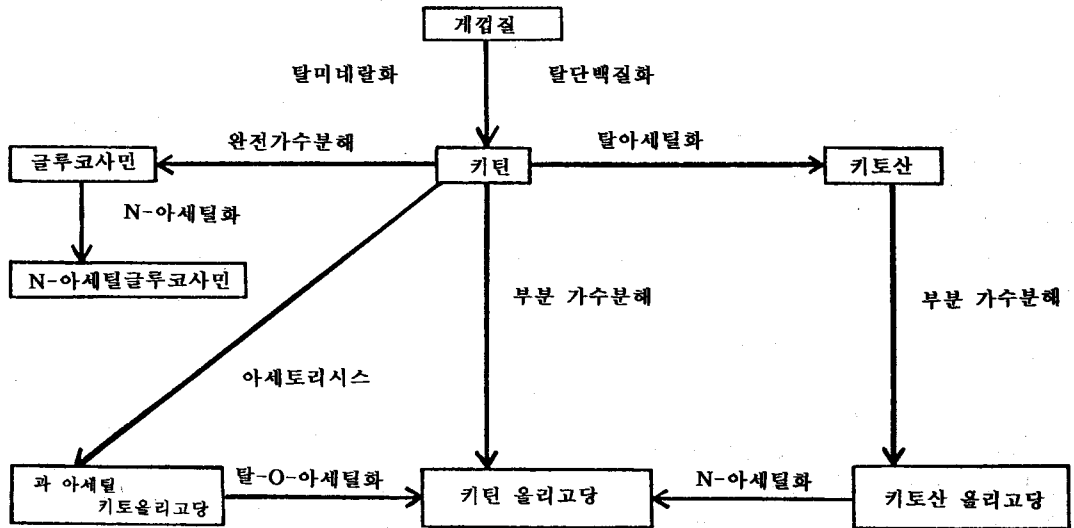 게껍질
탈미네랄화
탈단백질화
완전가수분해
탈아세틸화
글루코사민
키틴
키토산
N-아세틸화
N-아세틸글루코사민
부분 가수분해
부분 가수분해
아세토리시스
과 아세틸
키토올리고당
탈-O-아세틸화
키틴 올리고당
N-아세틸화
키토산 올리고당